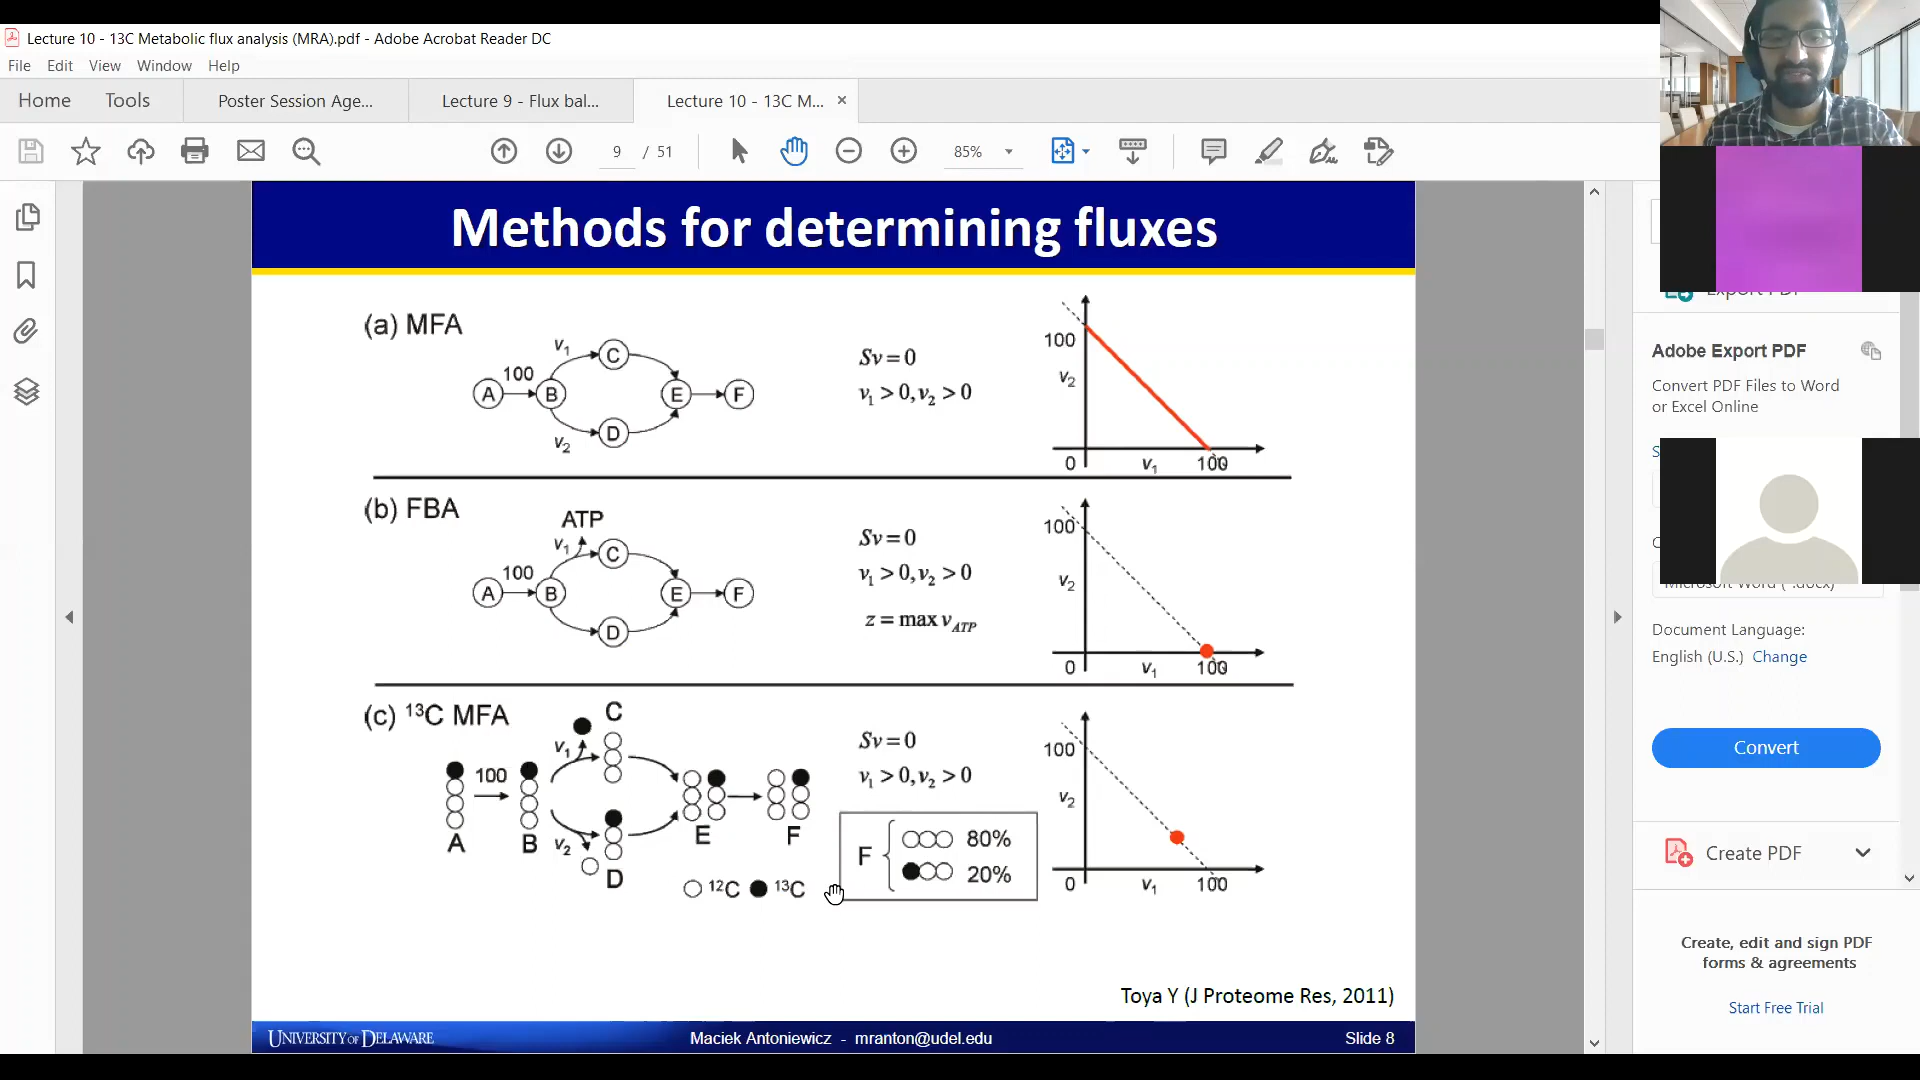 Lecture 10 - 13C Metabolic flux analysis (MRA).pdf - Adobe Acrobat Reader DC
File Edit View Window Help
Home Tools Poster Session Age... Lecture 9 - Flux bal... Lecture 10 - 13C M... ×
9 / 51 85%
Methods for determining fluxes
(a) MFA
A 100 B v1 C v2 D E F
Sv = 0
v1 > 0, v2 > 0
100
v2
0 v1 100
(b) FBA
ATP
A 100 B v1 C D E F
Sv = 0
v1 > 0, v2 > 0
z = max vATP
100
v2
0 v1 100
(c) 13C MFA
C
v1
100
A B v2 D E F
12C 13C
Sv = 0
v1 > 0, v2 > 0
F { 80%
20%
100
v2
0 v1 100
Toya Y (J Proteome Res, 2011)
UNIVERSITY OF DELAWARE Maciek Antoniewicz - mranton@udel.edu Slide 8
Adobe Export PDF
Convert PDF Files to Word
or Excel Online
Document Language:
English (U.S.) Change
Convert
Create PDF
Create, edit and sign PDF
forms & agreements
Start Free Trial